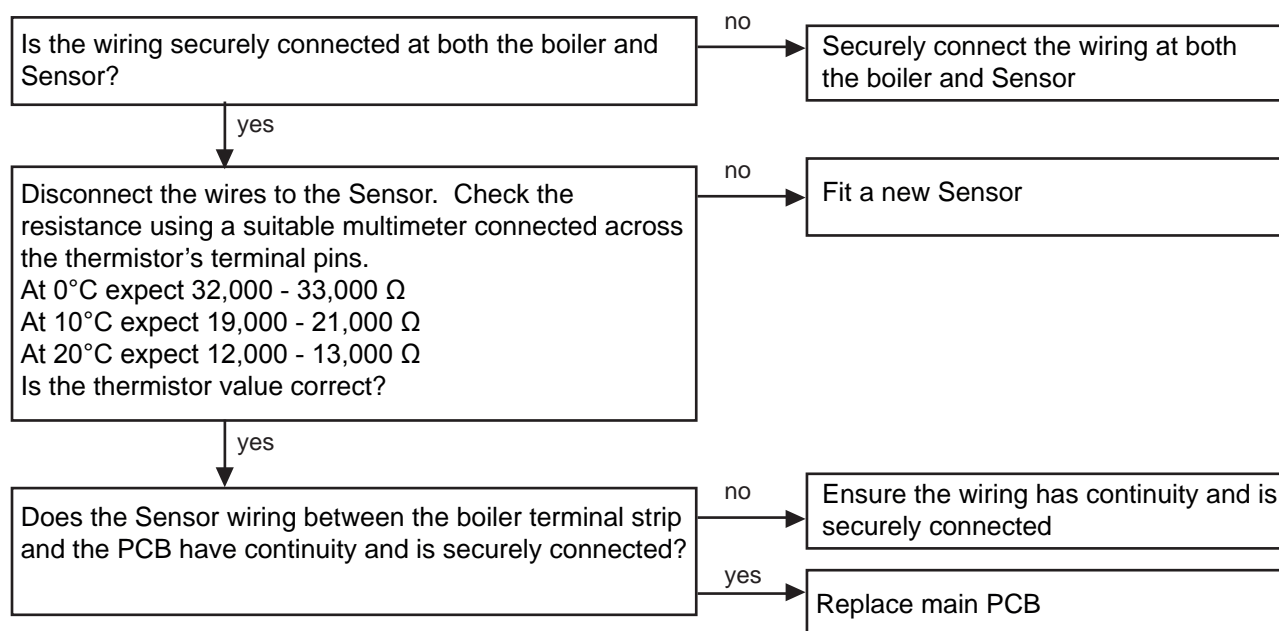 Is the wiring securely connected at both the boiler and
Sensor?
no
Securely connect the wiring at both
the boiler and Sensor
yes
Disconnect the wires to the Sensor.  Check the
resistance using a suitable multimeter connected across
the thermistor’s terminal pins.
At 0°C expect 32,000 - 33,000 Ω
At 10°C expect 19,000 - 21,000 Ω
At 20°C expect 12,000 - 13,000 Ω
Is the thermistor value correct?
no
Fit a new Sensor
yes
Does the Sensor wiring between the boiler terminal strip
and the PCB have continuity and is securely connected?
no
Ensure the wiring has continuity and is
securely connected
yes
Replace main PCB